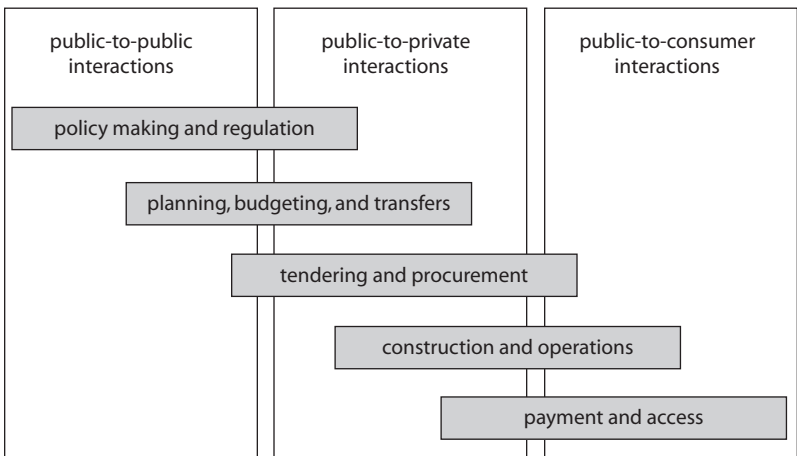 public-to-public
interactions
public-to-private
interactions
public-to-consumer
interactions
policy making and regulation
planning, budgeting, and transfers
tendering and procurement
construction and operations
payment and access